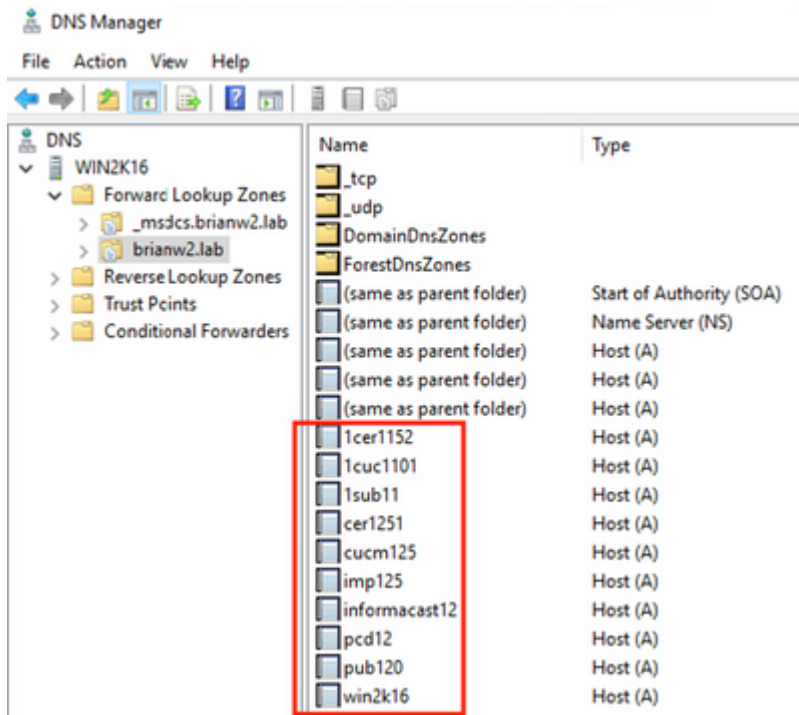 DNS Manager
File Action View Help
DNS
WIN2K16
Forward Lookup Zones
_msdcs.brianw2.lab
brianw2.lab
Reverse Lookup Zones
Trust Points
Conditional Forwarders
Name Type
_tcp
_udp
DomainDnsZones
ForestDnsZones
(same as parent folder) Start of Authority (SOA)
(same as parent folder) Name Server (NS)
(same as parent folder) Host (A)
(same as parent folder) Host (A)
(same as parent folder) Host (A)
1cer1152 Host (A)
1cuc1101 Host (A)
1sub11 Host (A)
cer1251 Host (A)
cucm125 Host (A)
imp125 Host (A)
informacast12 Host (A)
pcd12 Host (A)
pub120 Host (A)
win2k16 Host (A)